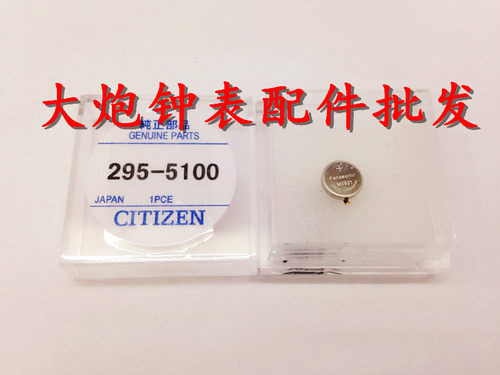 大炮钟表配件批发
純正部品
GENUINE PARTS
295-5100
JAPAN 1PCE
CITIZEN
+
Panasonic
MT921